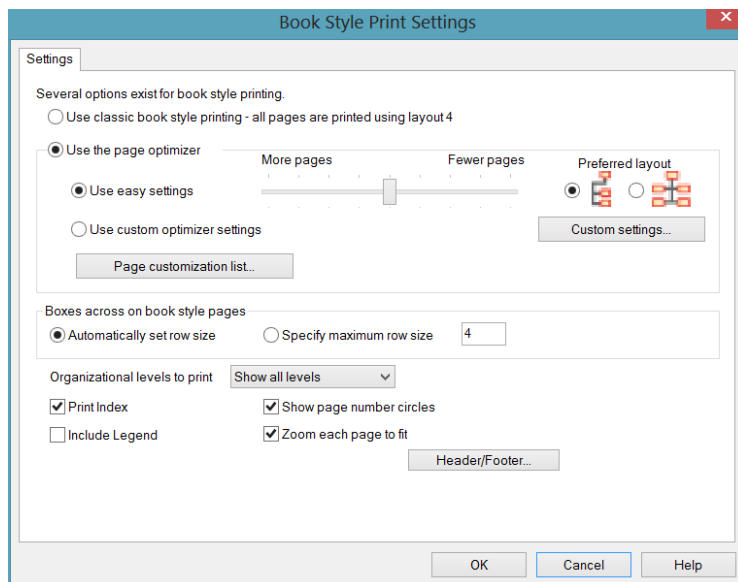 Book Style Print Settings
Settings
Several options exist for book style printing.
Use classic book style printing - all pages are printed using layout 4
Use the page optimizer
More pages Fewer pages Preferred layout
Use easy settings
Use custom optimizer settings Custom settings...
Page customization list...
Boxes across on book style pages
Automatically set row size Specify maximum row size 4
Organizational levels to print Show all levels
Print Index Show page number circles
Include Legend Zoom each page to fit
Header/Footer...
OK Cancel Help